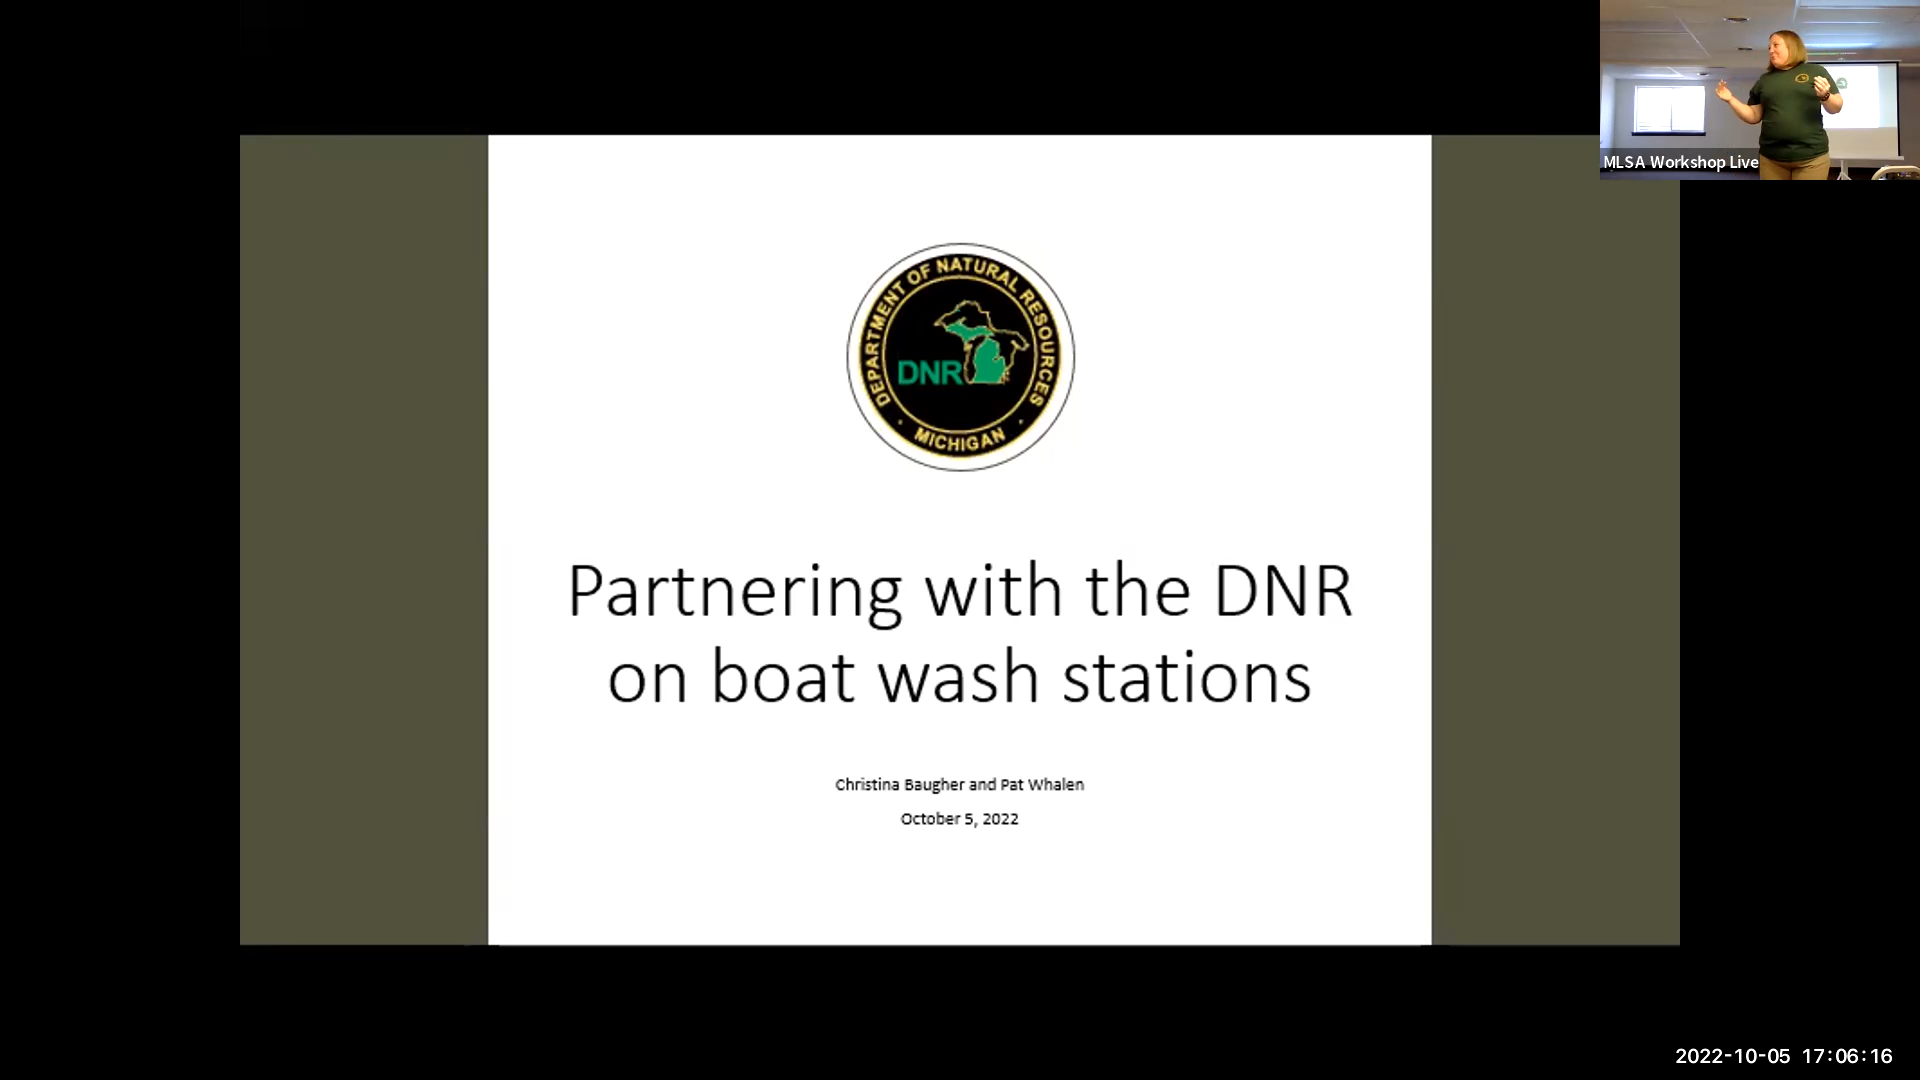 DEPARTMENT OF NATURAL RESOURCES
DNR
MICHIGAN
Partnering with the DNR
on boat wash stations
Christina Baugher and Pat Whalen
October 5, 2022
MLSA Workshop Live
2022-10-05 17:06:16